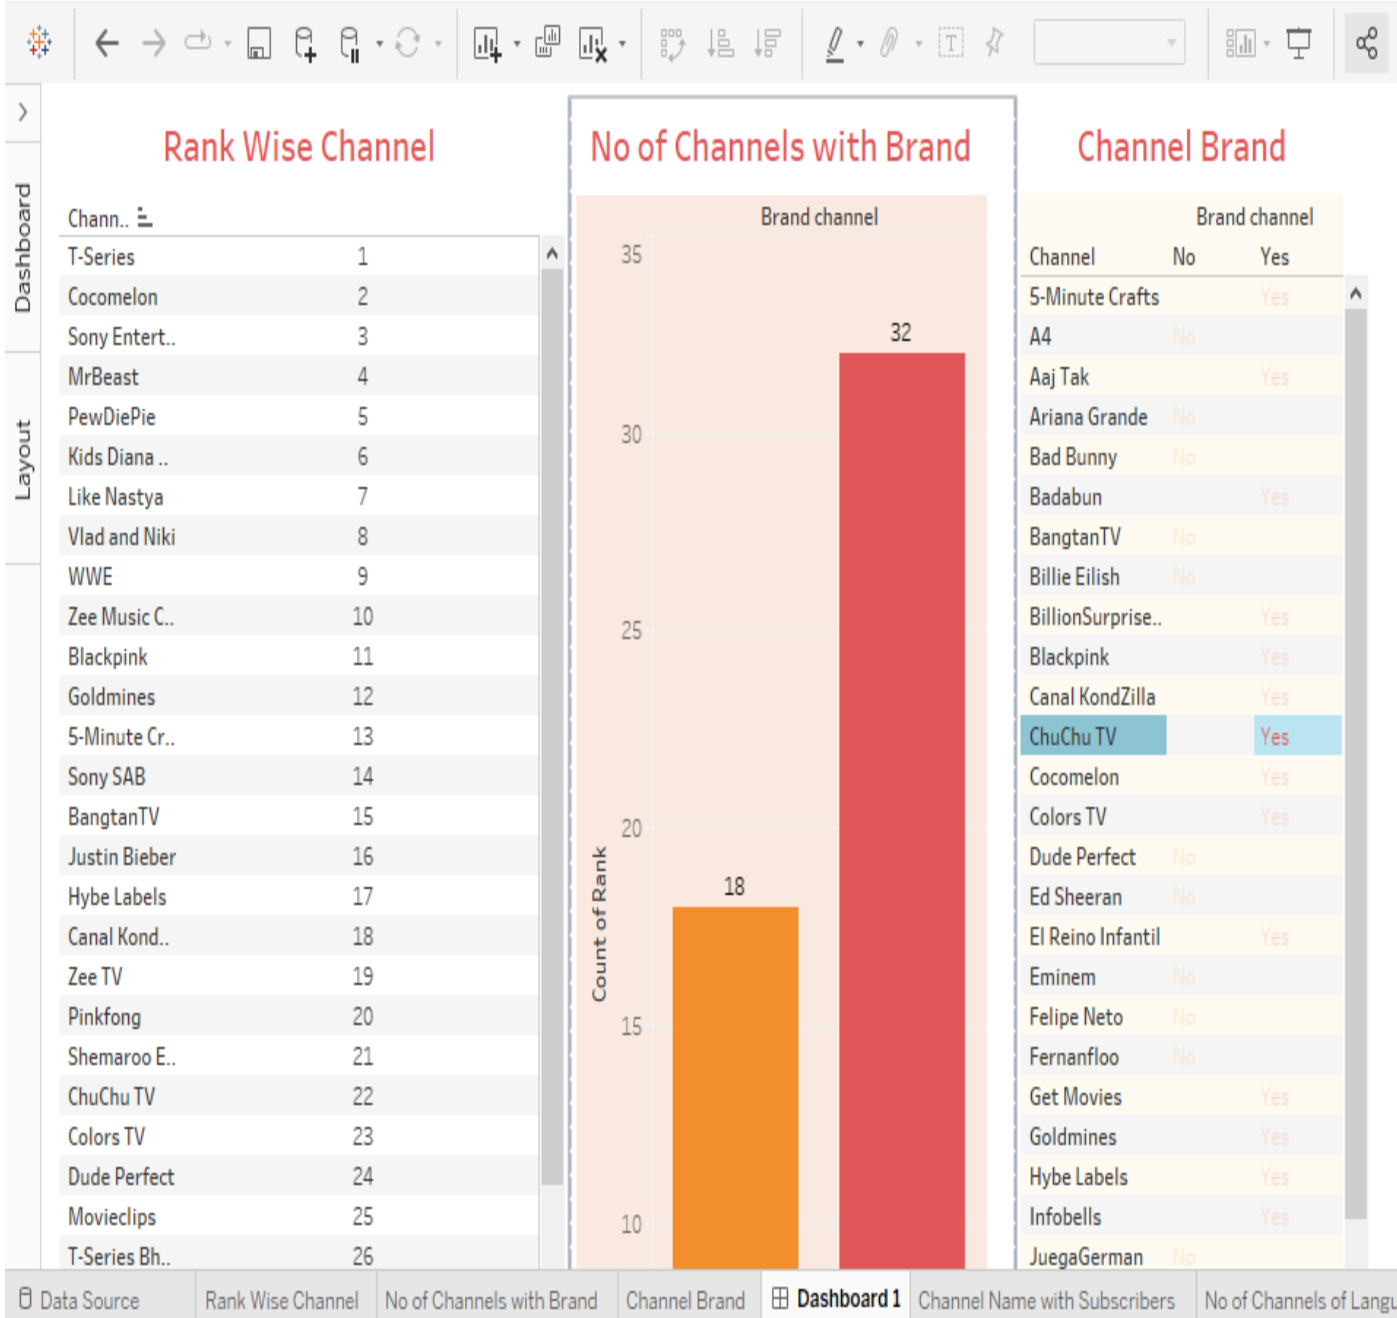 Rank Wise Channel
Chann..
T-Series 1
Cocomelon 2
Sony Entert.. 3
MrBeast 4
PewDiePie 5
Kids Diana .. 6
Like Nastya 7
Vlad and Niki 8
WWE 9
Zee Music C.. 10
Blackpink 11
Goldmines 12
5-Minute Cr.. 13
Sony SAB 14
BangtanTV 15
Justin Bieber 16
Hybe Labels 17
Canal Kond.. 18
Zee TV 19
Pinkfong 20
Shemaroo E.. 21
ChuChu TV 22
Colors TV 23
Dude Perfect 24
Movieclips 25
T-Series Bh.. 26
Dashboard
Layout
No of Channels with Brand
Brand channel
35
30
25
20
15
10
Count of Rank
18
32
Channel Brand
Brand channel
Channel No Yes
5-Minute Crafts Yes
A4 No
Aaj Tak Yes
Ariana Grande No
Bad Bunny No
Badabun Yes
BangtanTV No
Billie Eilish No
BillionSurprise.. Yes
Blackpink Yes
Canal KondZilla Yes
ChuChu TV Yes
Cocomelon Yes
Colors TV Yes
Dude Perfect No
Ed Sheeran No
El Reino Infantil Yes
Eminem No
Felipe Neto No
Fernanfloo No
Get Movies Yes
Goldmines Yes
Hybe Labels Yes
Infobells Yes
JuegaGerman No
Data Source Rank Wise Channel No of Channels with Brand Channel Brand Dashboard 1 Channel Name with Subscribers No of Channels of Langu